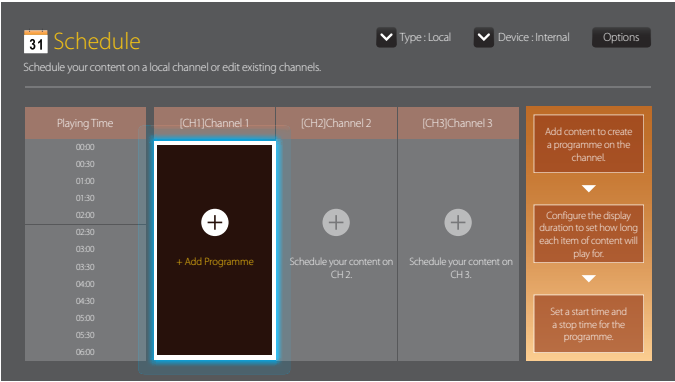 31 Schedule
Type : Local
Device : Internal
Options
Schedule your content on a local channel or edit existing channels.
Playing Time
[CH1]Channel 1
[CH2]Channel 2
[CH3]Channel 3
00:00
00:30
01:00
01:30
02:00
02:30
03:00
03:30
04:00
04:30
05:00
05:30
06:00
+ Add Programme
Schedule your content on
CH 2.
Schedule your content on
CH 3.
Add content to create
a programme on the
channel.
Configure the display
duration to set how long
each item of content will
play for.
Set a start time and
a stop time for the
programme.